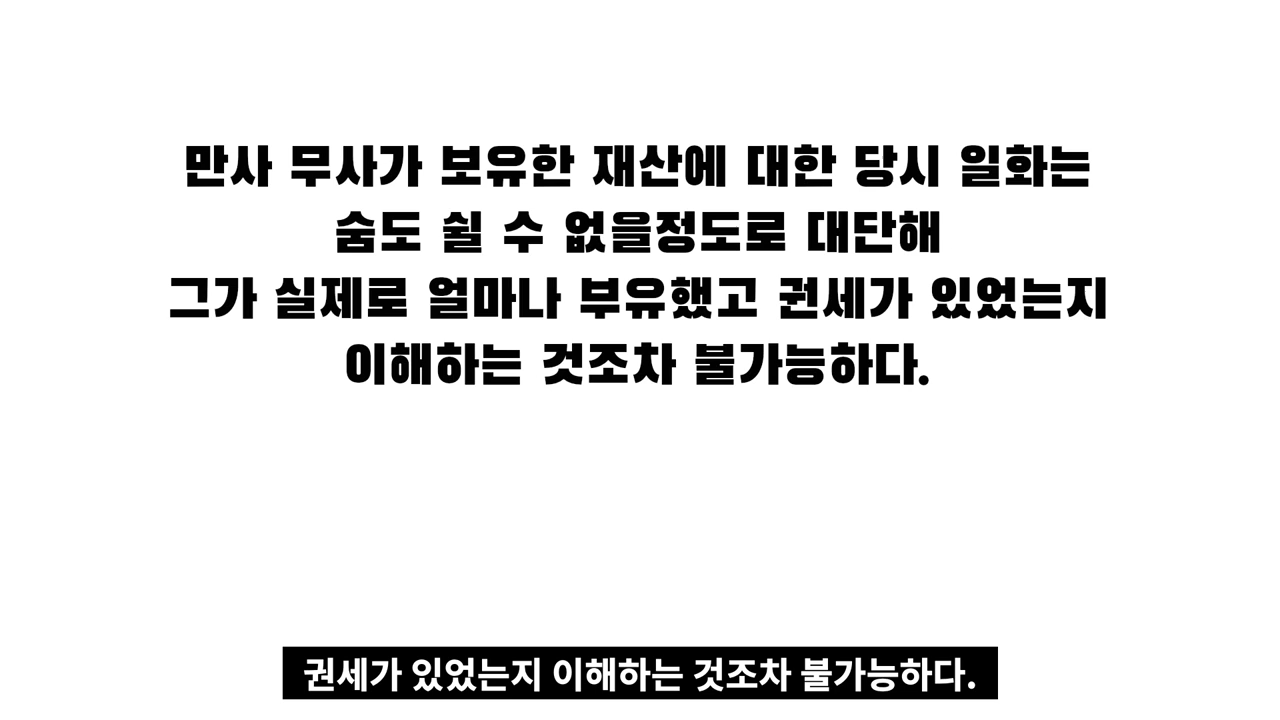 만사 무사가 보유한 재산에 대한 당시 일화는
숨도 쉴 수 없을정도로 대단해
그가 실제로 얼마나 부유했고 권세가 있었는지
이해하는 것조차 불가능하다.
권세가 있었는지 이해하는 것조차 불가능하다.